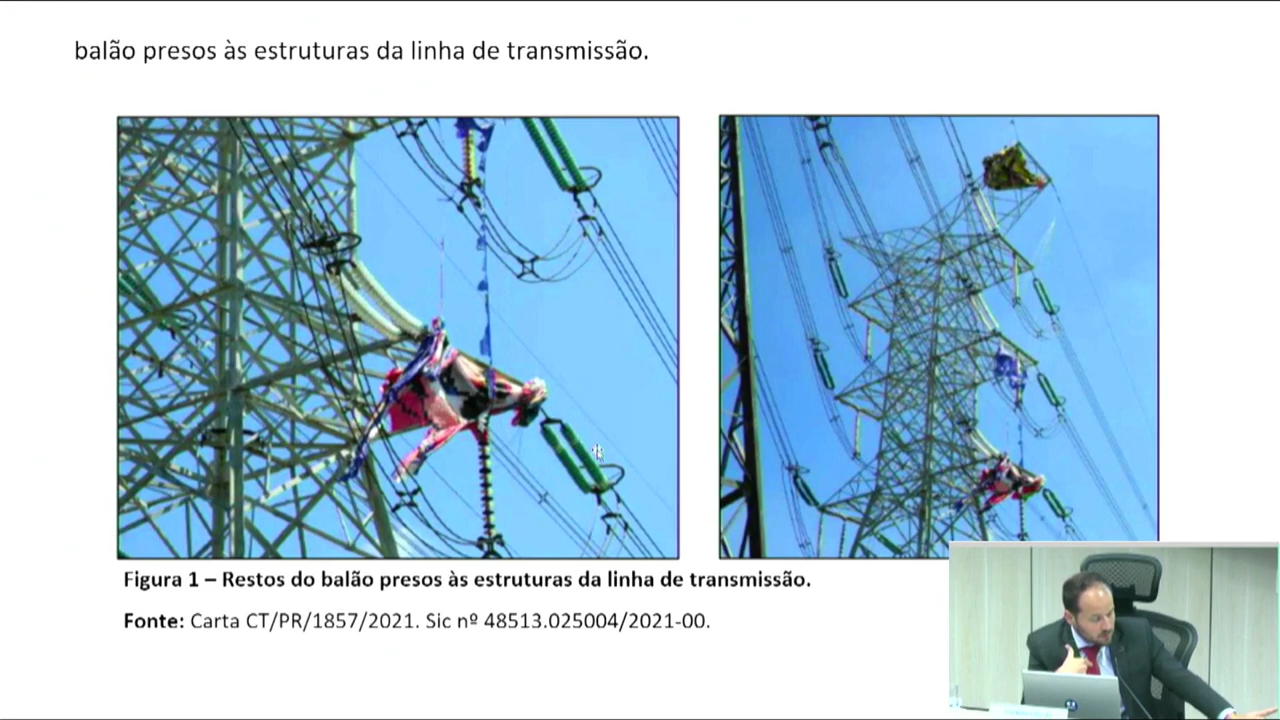 balão presos às estruturas da linha de transmissão.
Figura 1 – Restos do balão presos às estruturas da linha de transmissão.
Fonte: Carta CT/PR/1857/2021. Sic nº 48513.025004/2021-00.